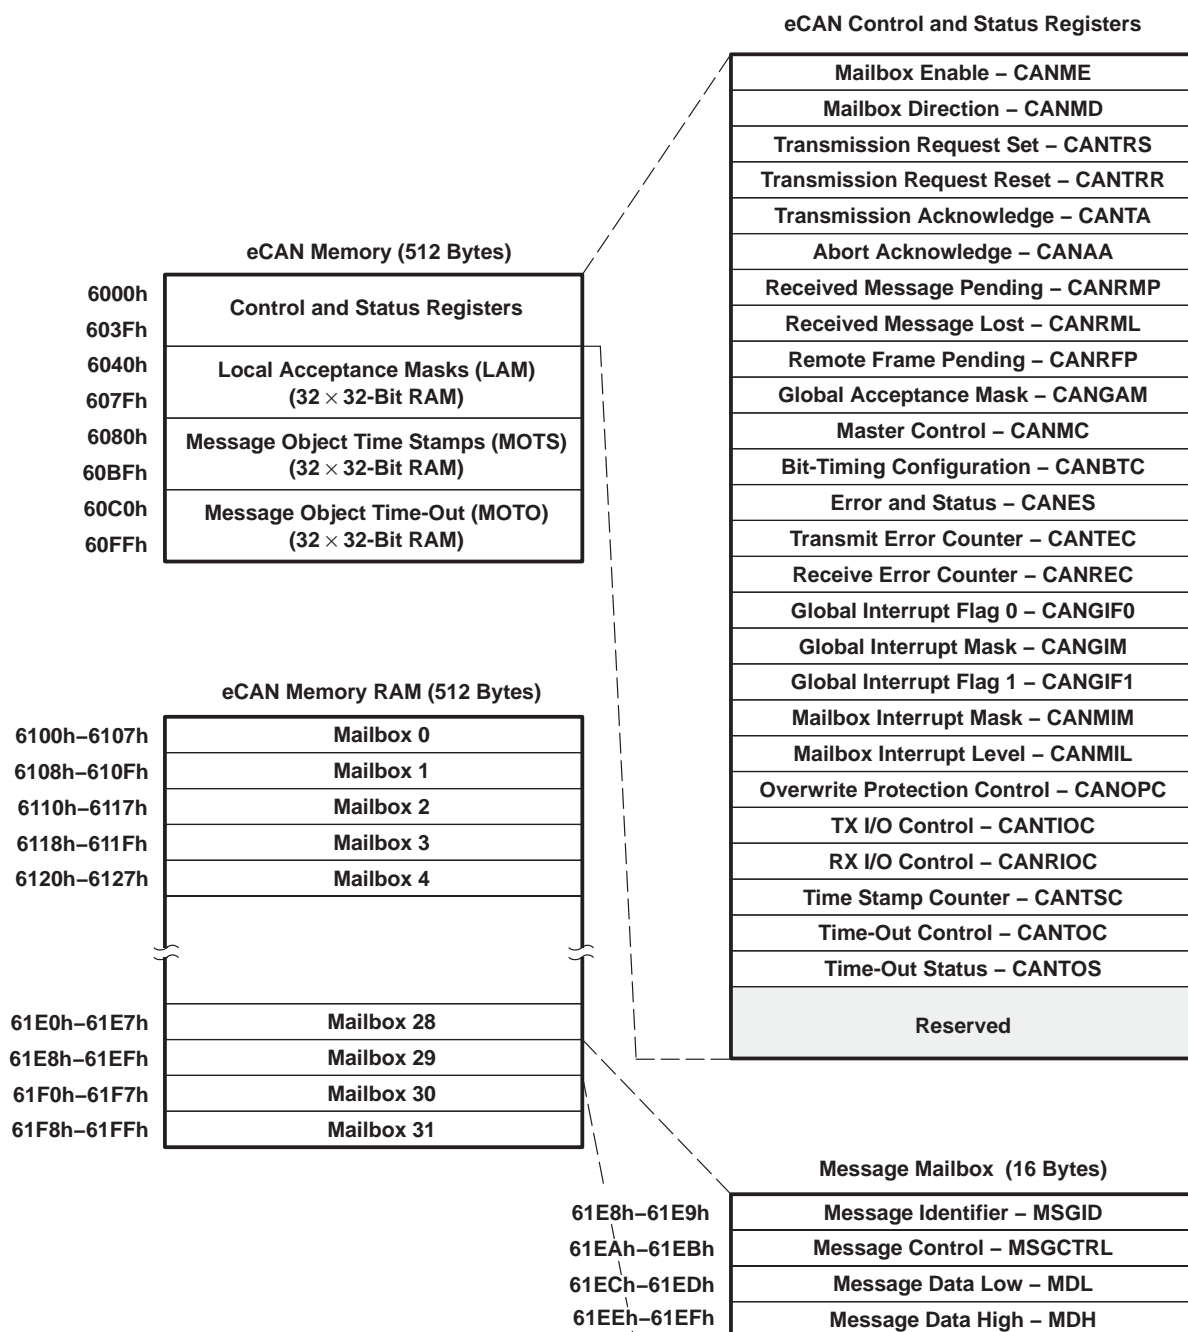 eCAN Control and Status Registers
Mailbox Enable – CANME
Mailbox Direction – CANMD
Transmission Request Set – CANTRS
Transmission Request Reset – CANTRR
Transmission Acknowledge – CANTA
Abort Acknowledge – CANAA
Received Message Pending – CANRMP
Received Message Lost – CANRML
Remote Frame Pending – CANRFP
Global Acceptance Mask – CANGAM
Master Control – CANMC
Bit-Timing Configuration – CANBTC
Error and Status – CANES
Transmit Error Counter – CANTEC
Receive Error Counter – CANREC
Global Interrupt Flag 0 – CANGIF0
Global Interrupt Mask – CANGIM
Global Interrupt Flag 1 – CANGIF1
Mailbox Interrupt Mask – CANMIM
Mailbox Interrupt Level – CANMIL
Overwrite Protection Control – CANOPC
TX I/O Control – CANTIOC
RX I/O Control – CANRIOC
Time Stamp Counter – CANTSC
Time-Out Control – CANTOC
Time-Out Status – CANTOS
Reserved
eCAN Memory (512 Bytes)
6000h
Control and Status Registers
603Fh
6040h
Local Acceptance Masks (LAM)
(32 × 32-Bit RAM)
607Fh
6080h
Message Object Time Stamps (MOTS)
(32 × 32-Bit RAM)
60BFh
60C0h
Message Object Time-Out (MOTO)
(32 × 32-Bit RAM)
60FFh
eCAN Memory RAM (512 Bytes)
6100h–6107h Mailbox 0
6108h–610Fh Mailbox 1
6110h–6117h Mailbox 2
6118h–611Fh Mailbox 3
6120h–6127h Mailbox 4
61E0h–61E7h Mailbox 28
61E8h–61EFh Mailbox 29
61F0h–61F7h Mailbox 30
61F8h–61FFh Mailbox 31
Message Mailbox (16 Bytes)
61E8h–61E9h Message Identifier – MSGID
61EAh–61EBh Message Control – MSGCTRL
61ECh–61EDh Message Data Low – MDL
61EEh–61EFh Message Data High – MDH